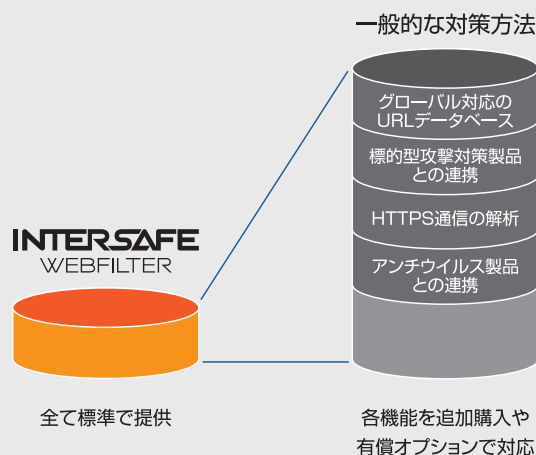 一般的な対策方法
グローバル対応の
URLデータベース
標的型攻撃対策製品
との連携
HTTPS通信の解析
アンチウイルス製品
との連携
INTERSAFE
WEBFILTER
全て標準で提供
各機能を追加購入や
有償オプションで対応